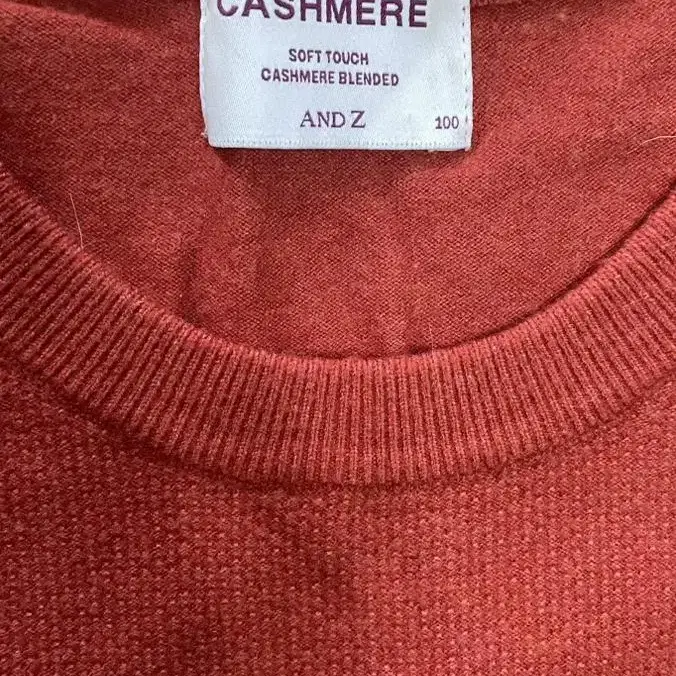 CASHMERE
SOFT TOUCH
CASHMERE BLENDED
AND Z
100